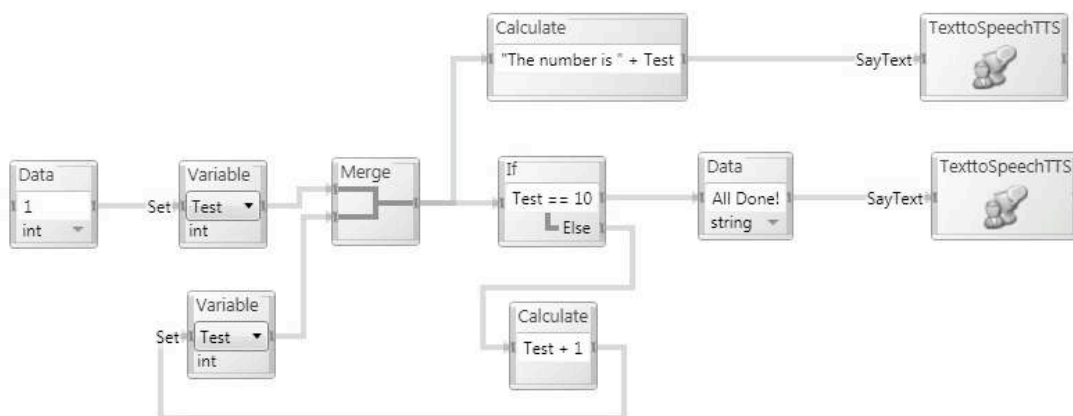 Calculate
"The number is " + Test
SayText
TexttoSpeechTTS
Data
1
int
Set
Variable
Test
int
Merge
If
Test == 10
Else
Data
All Done!
string
SayText
TexttoSpeechTTS
Set
Variable
Test
int
Calculate
Test + 1